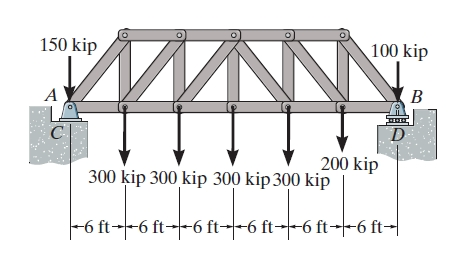 150 kip
100 kip
A
B
C
D
200 kip
300 kip 300 kip 300 kip 300 kip
6 ft 6 ft 6 ft 6 ft 6 ft 6 ft